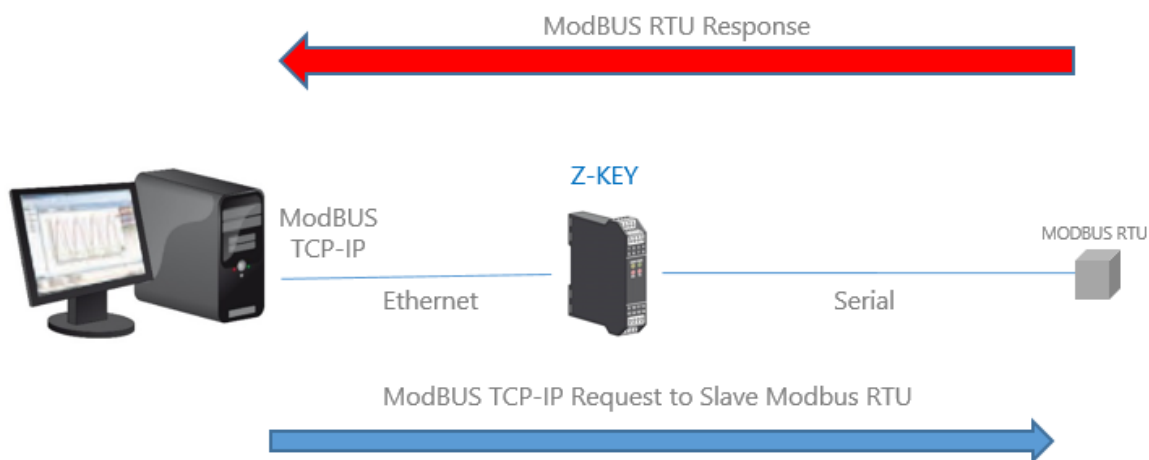 ModBUS RTU Response
Z-KEY
ModBUS
TCP-IP
MODBUS RTU
Ethernet
Serial
ModBUS TCP-IP Request to Slave Modbus RTU